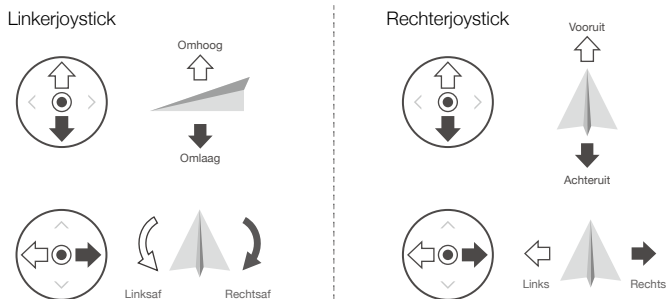 Linkerjoystick
Omhoog
Omlaag
Linksaf
Rechtsaf
Rechterjoystick
Vooruit
Achteruit
Links
Rechts